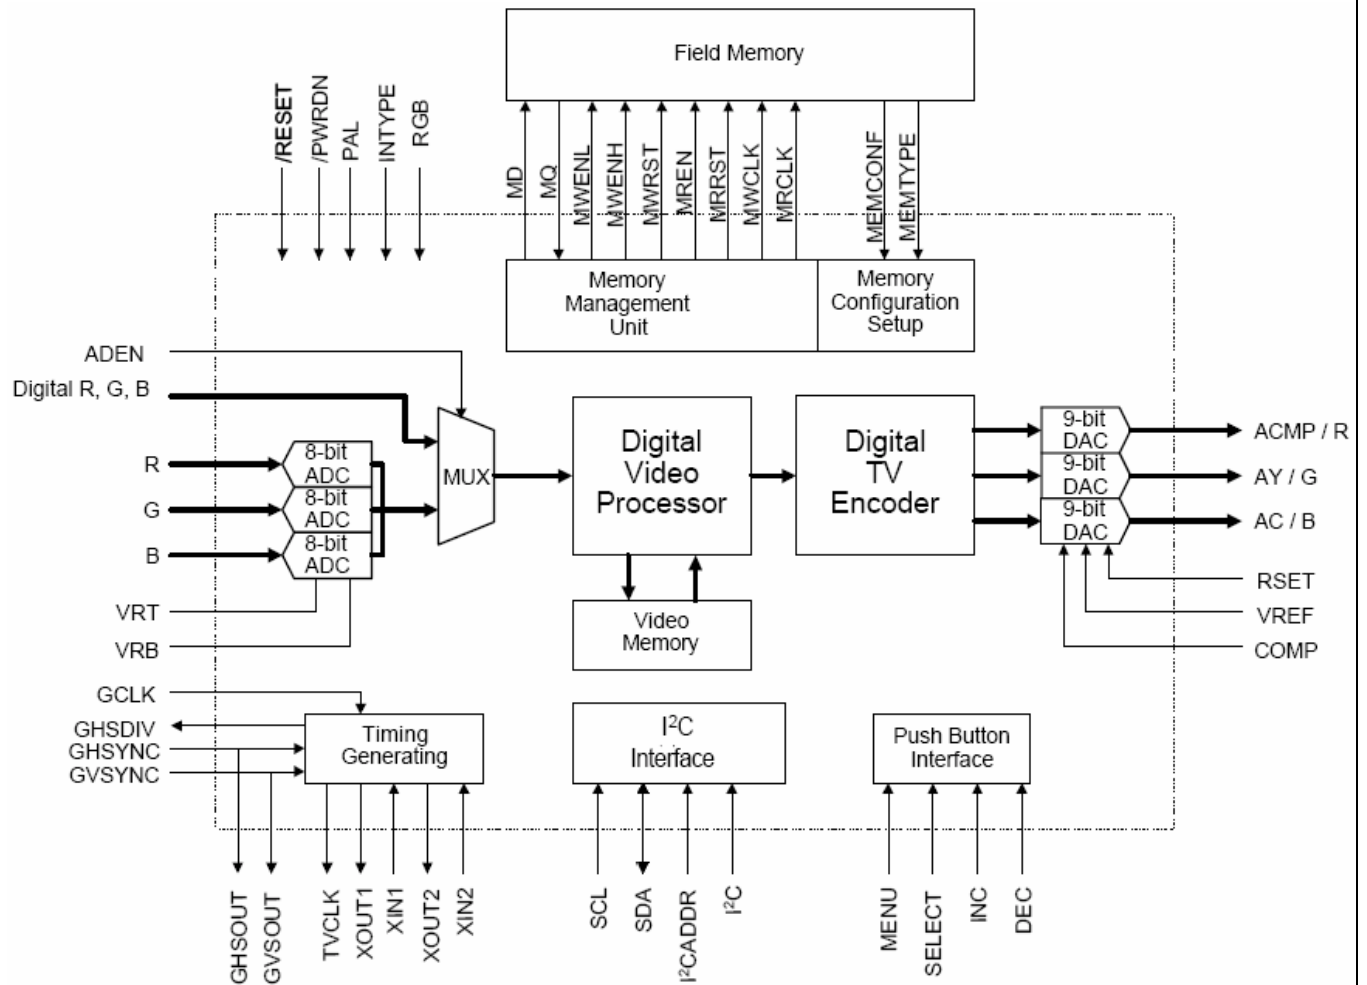 Field Memory
/RESET
/PWRDN
PAL
INTYPE
RGB
MD
MQ
MWENL
MWENH
MWRST
MREN
MRRST
MWCLK
MRCLK
MEMCONF
MEMTYPE
Memory
Management
Unit
Memory
Configuration
Setup
ADEN
Digital R, G, B
R
G
B
8-bit
ADC
8-bit
ADC
8-bit
ADC
MUX
Digital
Video
Processor
Digital
TV
Encoder
9-bit
DAC
9-bit
DAC
9-bit
DAC
ACMP / R
AY / G
AC / B
VRT
VRB
Video
Memory
RSET
VREF
COMP
GCLK
GHSDIV
GHSYNC
GVSYNC
Timing
Generating
I²C
Interface
Push Button
Interface
GHSOUT
GVSOUT
TVCLK
XOUT1
XIN1
XOUT2
XIN2
SCL
SDA
I²CADDR
I²C
MENU
SELECT
INC
DEC